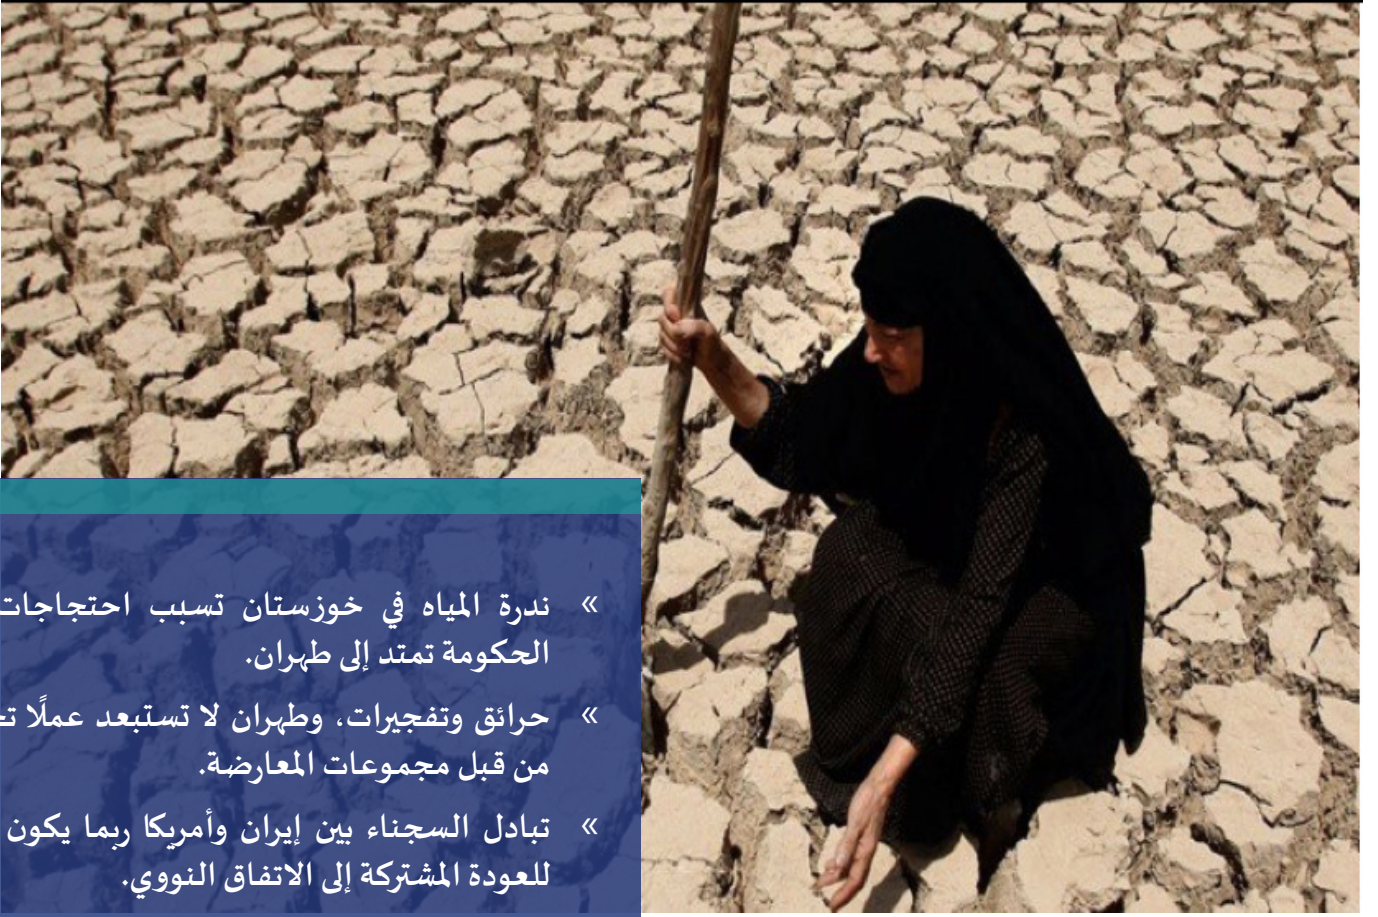 » ندرة المياه في خوزستان تسبب احتجاجات
الحكومة تمتد إلى طهران.
» حرائق وتفجيرات، وطهران لا تستبعد عملًا
من قبل مجموعات المعارضة.
» تبادل السجناء بين إيران وأمريكا ربما يكون
للعودة المشتركة إلى الاتفاق النووي.